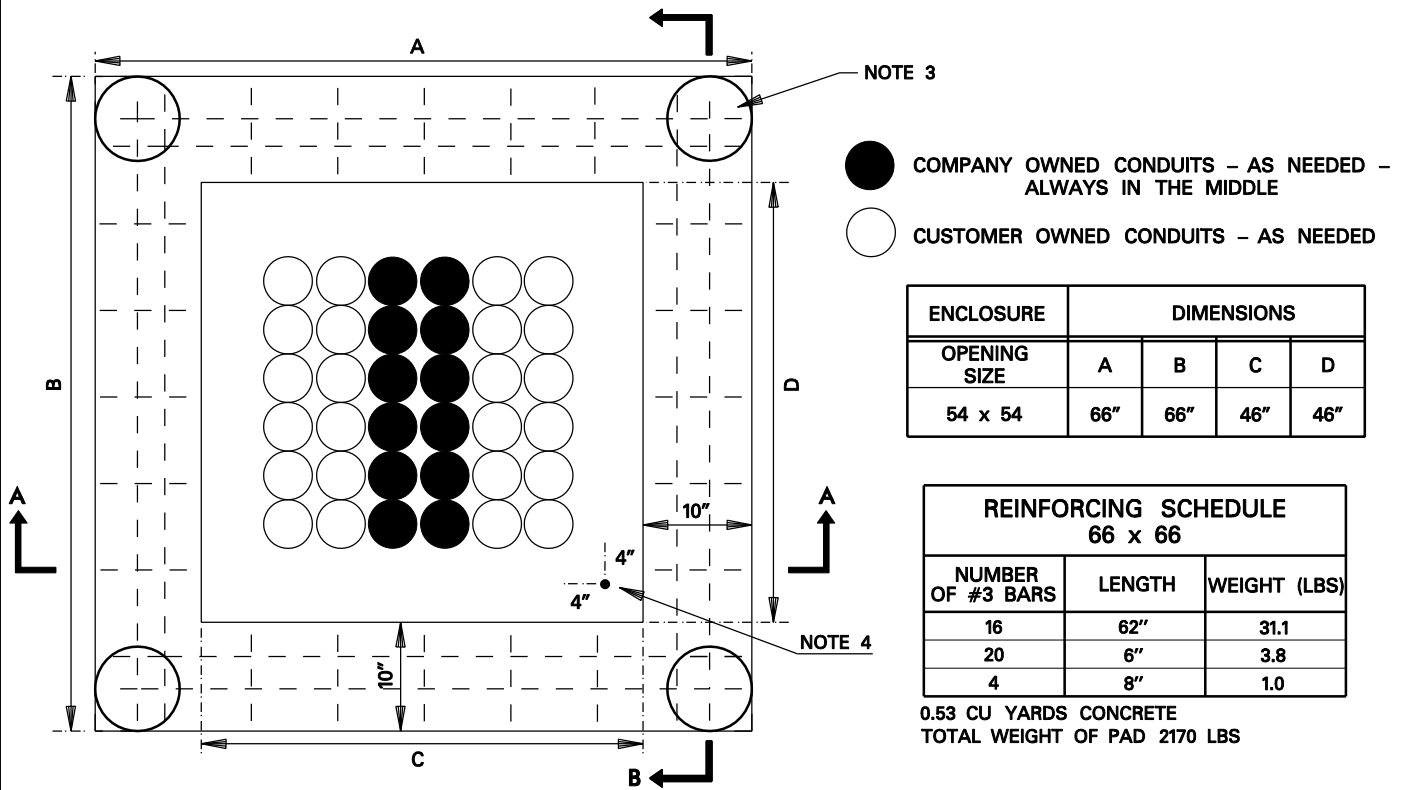 A
NOTE 3
COMPANY OWNED CONDUITS – AS NEEDED –
ALWAYS IN THE MIDDLE
CUSTOMER OWNED CONDUITS – AS NEEDED
ENCLOSURE DIMENSIONS
OPENING
SIZE
A B C D
54 x 54 66" 66" 46" 46"
B
D
A
A
10"
4"
4"
NOTE 4
10"
C
B
REINFORCING SCHEDULE
66 x 66
NUMBER
OF #3 BARS
LENGTH
WEIGHT (LBS)
16 62" 31.1
20 6" 3.8
4 8" 1.0
0.53 CU YARDS CONCRETE
TOTAL WEIGHT OF PAD 2170 LBS